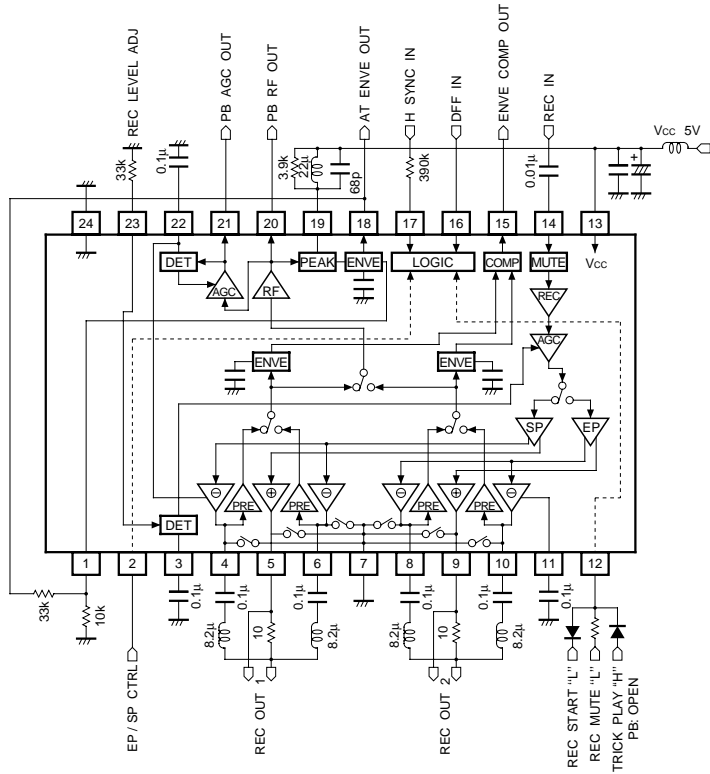 REC LEVEL ADJ
PB AGC OUT
PB RF OUT
AT ENVE OUT
H SYNC IN
DFF IN
ENVE COMP OUT
REC IN
VCC 5V
33k
0.1μ
3.9k
22μ
68p
390k
0.01μ
24
23
22
21
20
19
18
17
16
15
14
13
DET
PEAK
ENVE
LOGIC
COMP
MUTE
VCC
AGC
RF
REC
ENVE
ENVE
AGC
SP
EP
PRE
PRE
PRE
PRE
DET
1
2
3
4
5
6
7
8
9
10
11
12
33k
10k
0.1μ
0.1μ
0.1μ
0.1μ
0.1μ
0.1μ
8.2μ
10
8.2μ
8.2μ
10
8.2μ
EP / SP CTRL
REC OUT 1
REC OUT 2
REC START “L”
REC MUTE “L”
TRICK PLAY “H”
PB: OPEN